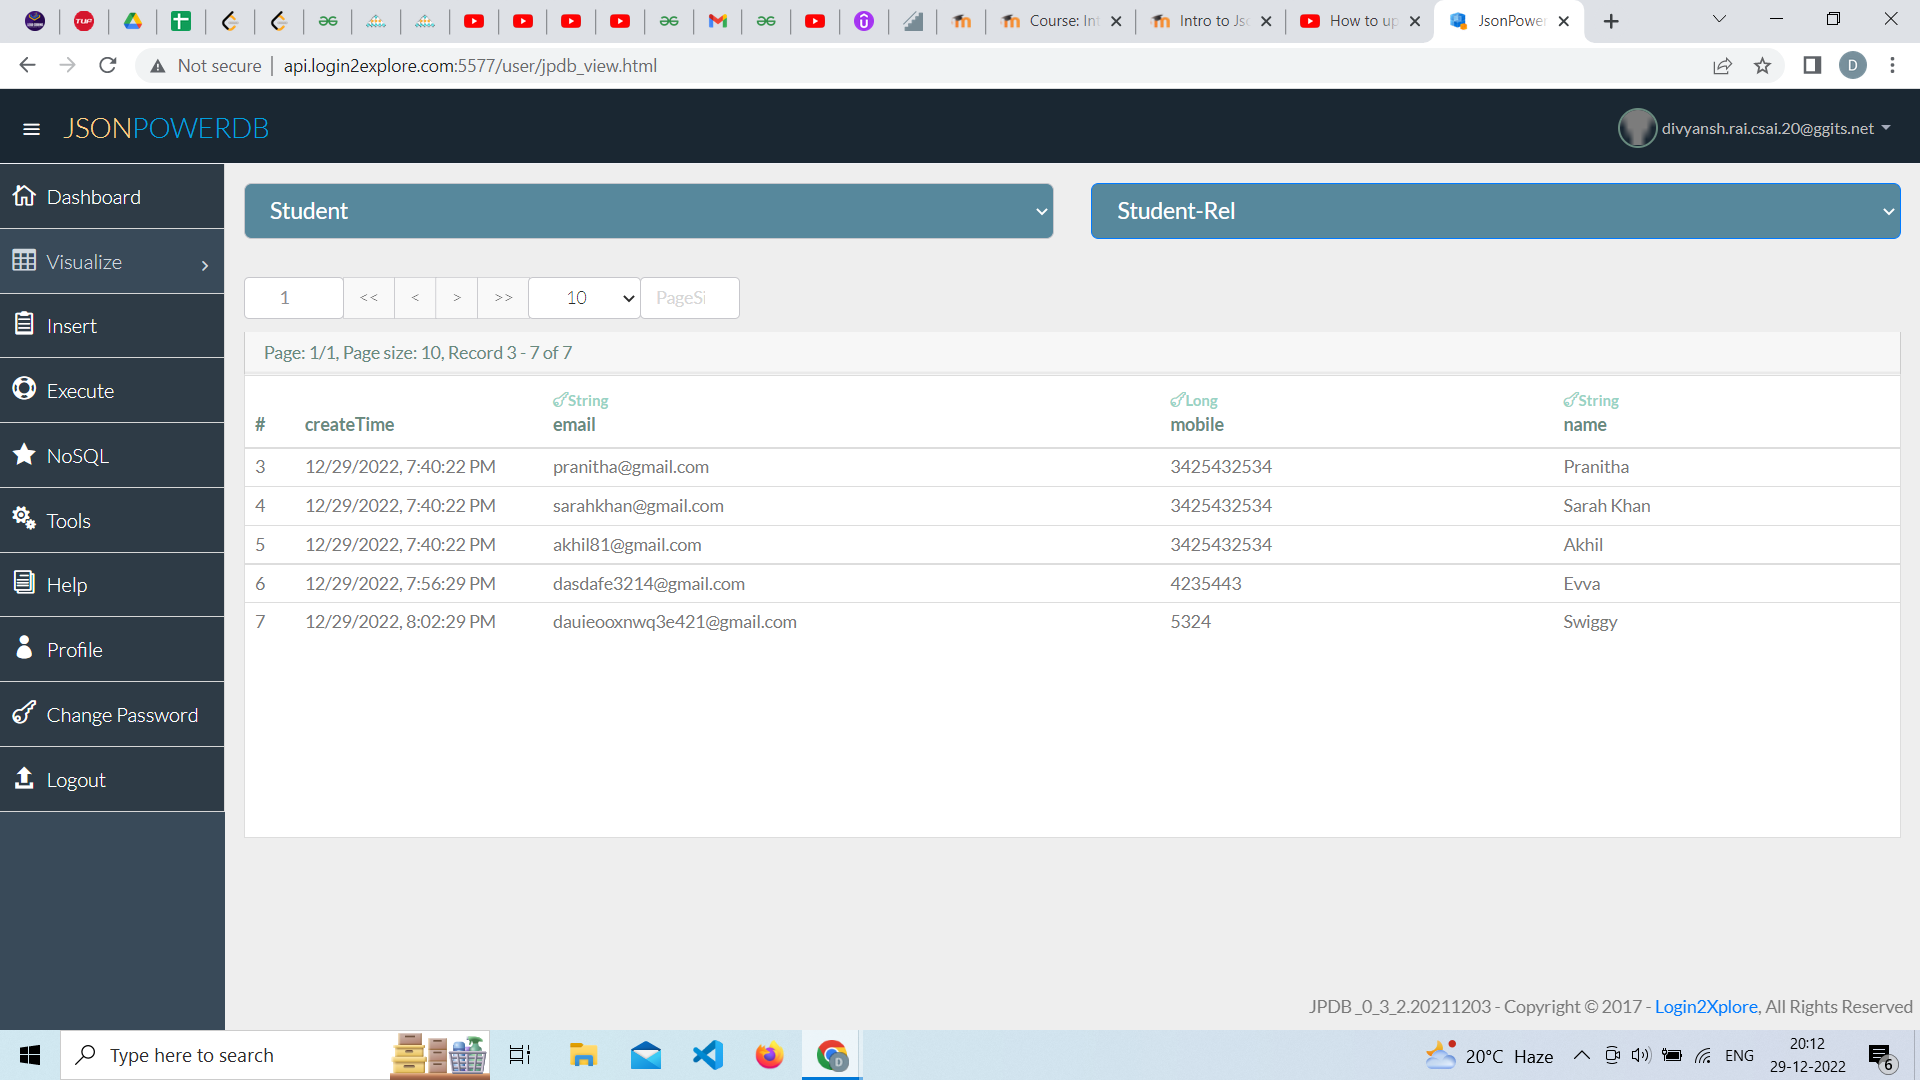 Course: In
Intro to Js
How to up
JsonPower
Not secure
api.login2explore.com:5577/user/jpdb_view.html
D
JSONPOWERDB
divyansh.rai.csai.20@ggits.net
Dashboard
Visualize
Insert
Execute
NoSQL
Tools
Help
Profile
Change Password
Logout
Student
Student-Rel
1 << < > >> 10 PageSi
Page: 1/1, Page size: 10, Record 3 - 7 of 7
String Long String
# createTime email mobile name
3 12/29/2022, 7:40:22 PM pranitha@gmail.com 3425432534 Pranitha
4 12/29/2022, 7:40:22 PM sarahkhan@gmail.com 3425432534 Sarah Khan
5 12/29/2022, 7:40:22 PM akhil81@gmail.com 3425432534 Akhil
6 12/29/2022, 7:56:29 PM dasdafe3214@gmail.com 4235443 Evva
7 12/29/2022, 8:02:29 PM dauieooxnwq3e421@gmail.com 5324 Swiggy
JPDB_0_3_2.20211203 - Copyright © 2017 - Login2Xplore, All Rights Reserved
Type here to search
20°C Haze
ENG
20:12
29-12-2022
6